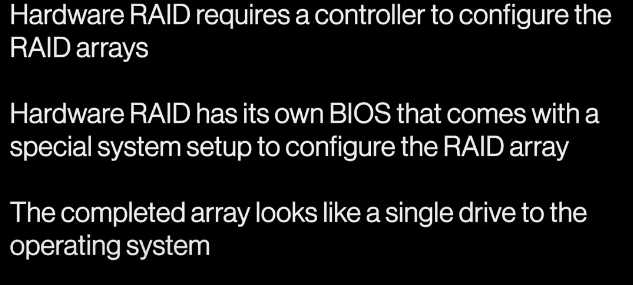 Hardware RAID requires a controller to configure the
RAID arrays
Hardware RAID has its own BIOS that comes with a
special system setup to configure the RAID array
The completed array looks like a single drive to the
operating system